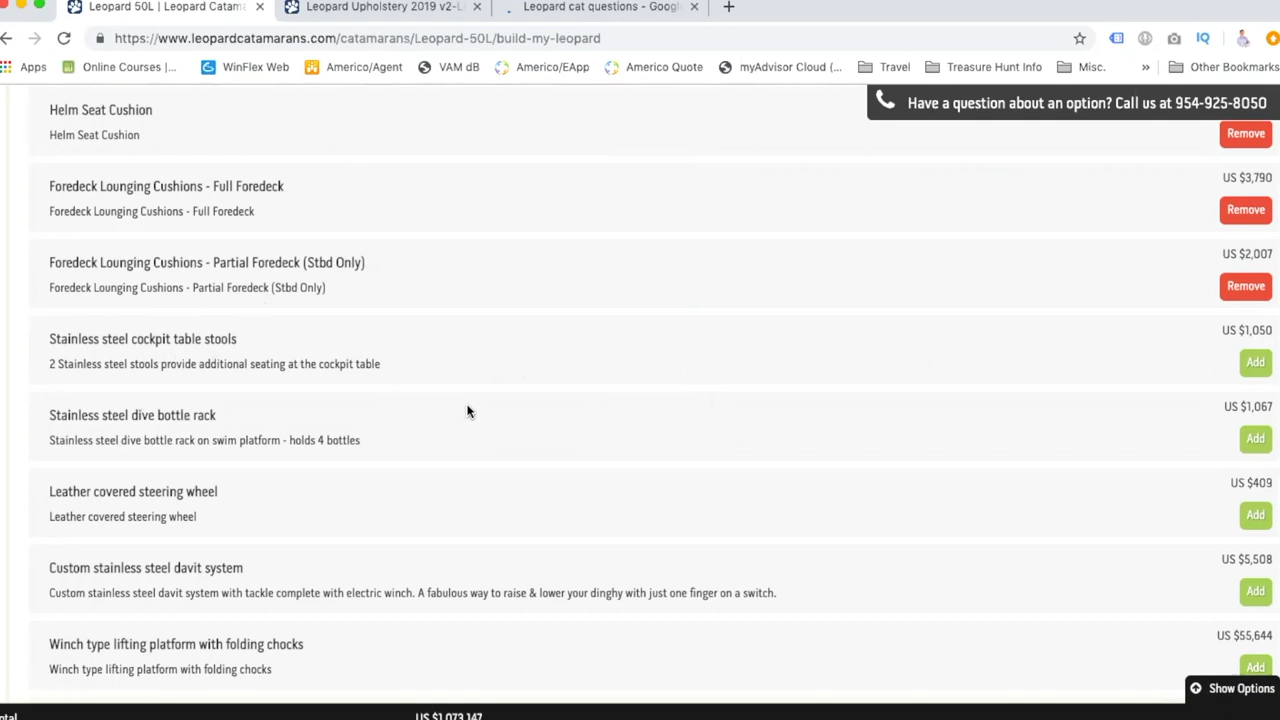 Leopard 50L | Leopard Catama
Leopard Upholstery 2019 v2-L
Leopard cat questions - Google
https://www.leopardcatamarans.com/catamarans/Leopard-50L/build-my-leopard
Apps
Online Courses |...
WinFlex Web
Americo/Agent
VAM dB
Americo/EApp
Americo Quote
myAdvisor Cloud (...
Travel
Treasure Hunt Info
Misc.
»
Other Bookmarks
Have a question about an option? Call us at 954-925-8050
Helm Seat Cushion
Helm Seat Cushion
Remove
Foredeck Lounging Cushions - Full Foredeck
Foredeck Lounging Cushions - Full Foredeck
US $3,790
Remove
Foredeck Lounging Cushions - Partial Foredeck (Stbd Only)
Foredeck Lounging Cushions - Partial Foredeck (Stbd Only)
US $2,007
Remove
Stainless steel cockpit table stools
2 Stainless steel stools provide additional seating at the cockpit table
US $1,050
Add
Stainless steel dive bottle rack
Stainless steel dive bottle rack on swim platform - holds 4 bottles
US $1,067
Add
Leather covered steering wheel
Leather covered steering wheel
US $409
Add
Custom stainless steel davit system
Custom stainless steel davit system with tackle complete with electric winch. A fabulous way to raise & lower your dinghy with just one finger on a switch.
US $5,508
Add
Winch type lifting platform with folding chocks
Winch type lifting platform with folding chocks
US $55,644
Add
Show Options
otal
US $1,073,147